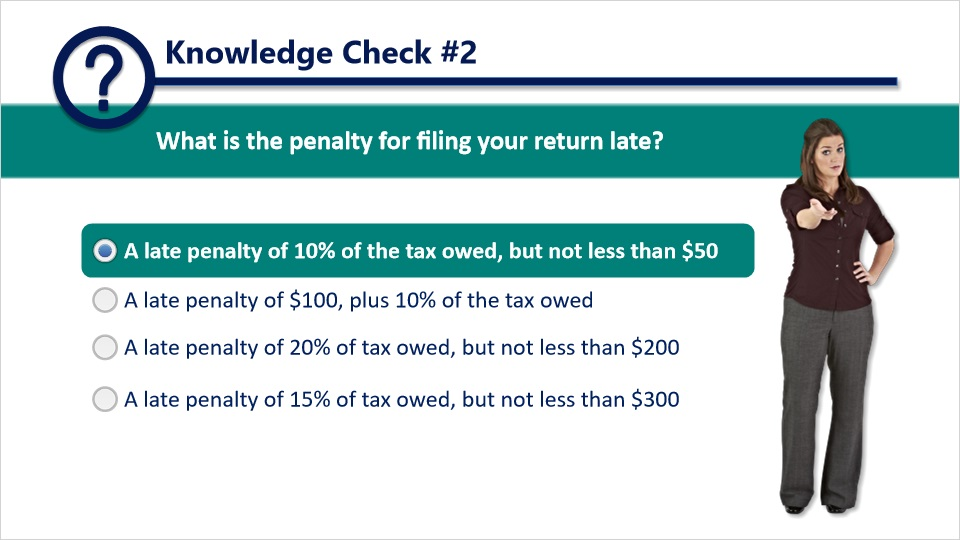 ?
Knowledge Check #2
What is the penalty for filing your return late?
A late penalty of 10% of the tax owed, but not less than $50
A late penalty of $100, plus 10% of the tax owed
A late penalty of 20% of tax owed, but not less than $200
A late penalty of 15% of tax owed, but not less than $300